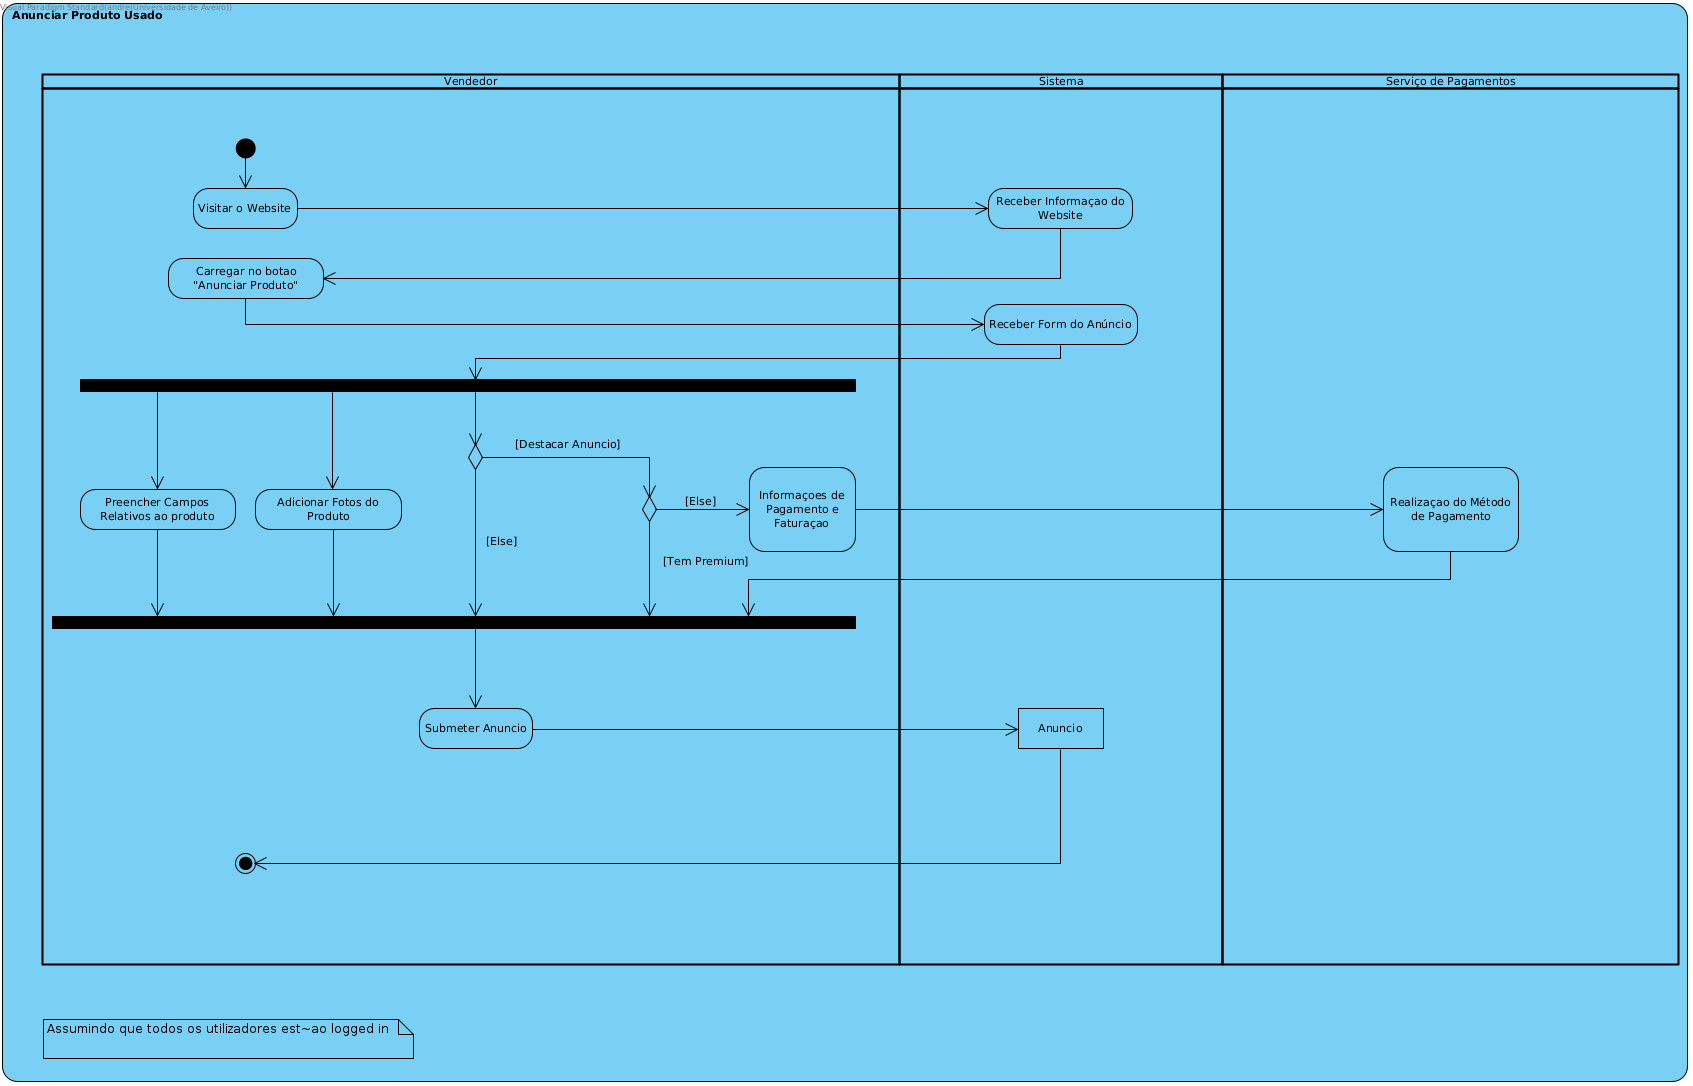 Visual Paradigm Standard(andre(Universidade de Aveiro))
Anunciar Produto Usado
Vendedor
Sistema
Serviço de Pagamentos
Visitar o Website
Receber Informaçao do
Website
Carregar no botao
"Anunciar Produto"
Receber Form do Anúncio
[Destacar Anuncio]
Preencher Campos
Relativos ao produto
Adicionar Fotos do
Produto
[Else]
[Else]
Informaçoes de
Pagamento e
Faturaçao
Realizaçao do Método
de Pagamento
[Tem Premium]
Submeter Anuncio
Anuncio
Assumindo que todos os utilizadores est~ao logged in